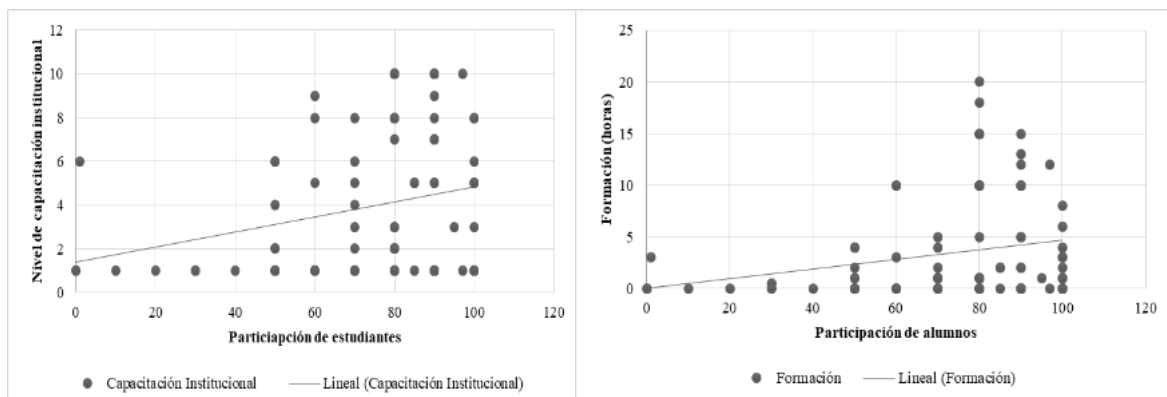 Nivel de capacitación institucional
12
10
8
6
4
2
0
0 20 40 60 80 100 120
Particiapción de estudiantes
Capacitación Institucional Lineal (Capacitación Institucional)
Formación (horas)
25
20
15
10
5
0
0 20 40 60 80 100 120
Participación de alumnos
Formación Lineal (Formación)